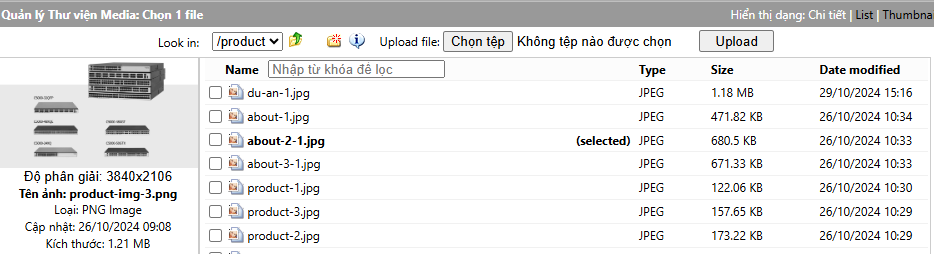 Quản lý Thư viện Media: Chọn 1 file
Hiển thị dạng: Chi tiết | List | Thumbna
Look in: /product Upload file: Chọn tệp Không tệp nào được chọn Upload
Name Nhập từ khóa để lọc Type Size Date modified
du-an-1.jpg JPEG 1.18 MB 29/10/2024 15:16
about-1.jpg JPEG 471.82 KB 26/10/2024 10:34
about-2-1.jpg (selected) JPEG 680.5 KB 26/10/2024 10:33
about-3-1.jpg JPEG 671.33 KB 26/10/2024 10:33
product-1.jpg JPEG 122.06 KB 26/10/2024 10:30
product-3.jpg JPEG 157.65 KB 26/10/2024 10:29
product-2.jpg JPEG 173.22 KB 26/10/2024 10:29
Độ phân giải: 3840x2106
Tên ảnh: product-img-3.png
Loại: PNG Image
Cập nhật: 26/10/2024 09:08
Kích thước: 1.21 MB